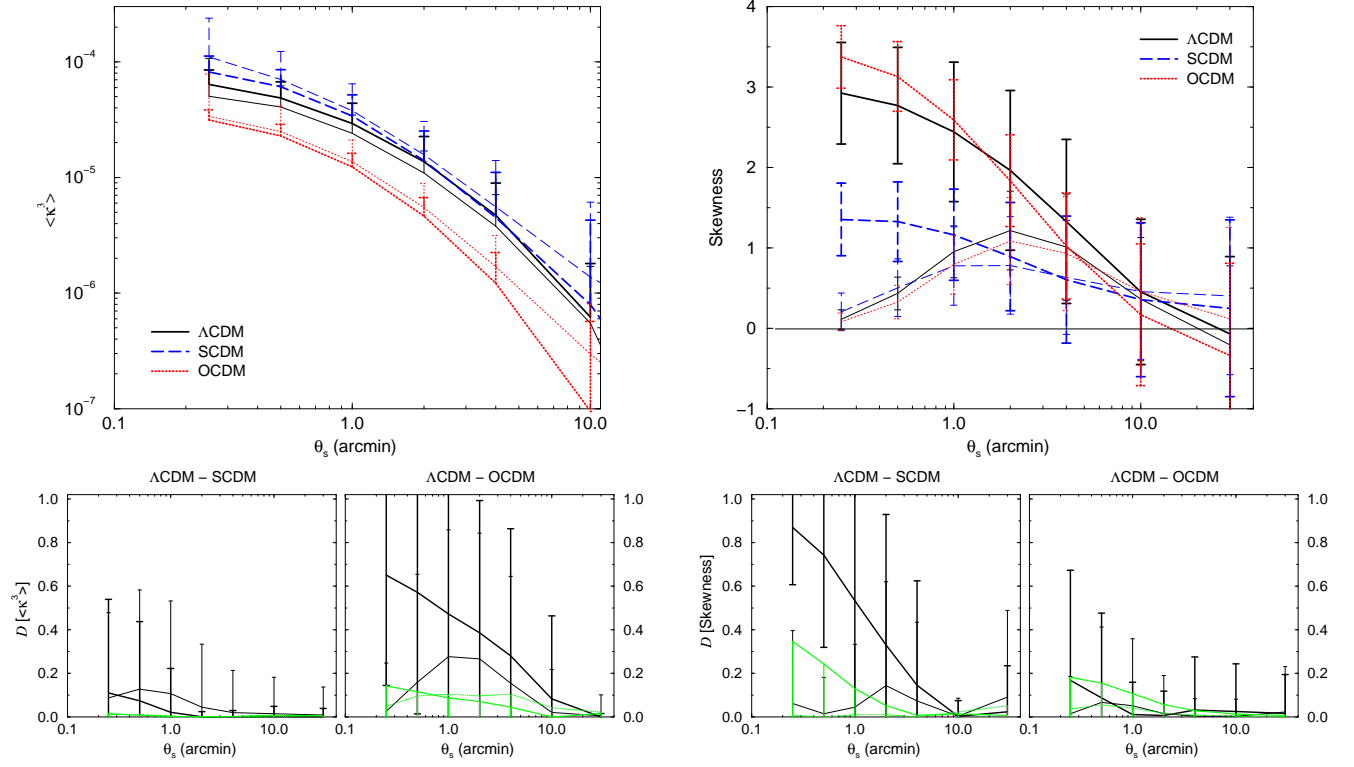 10⁻⁴
10⁻⁵
10⁻⁶
10⁻⁷
<κ³>
ΛCDM
SCDM
OCDM
0.1 1.0 10.0
θs (arcmin)
4
3
2
1
0
−1
Skewness
ΛCDM
SCDM
OCDM
0.1 1.0 10.0
θs (arcmin)
ΛCDM − SCDM
ΛCDM − OCDM
1.0
0.8
0.6
0.4
0.2
0.0
D [<κ³>]
0.1 1.0 10.0
θs (arcmin)
0.1 1.0 10.0
θs (arcmin)
1.0
0.8
0.6
0.4
0.2
0.0
ΛCDM − SCDM
ΛCDM − OCDM
1.0
0.8
0.6
0.4
0.2
0.0
D [Skewness]
0.1 1.0 10.0
θs (arcmin)
0.1 1.0 10.0
θs (arcmin)
1.0
0.8
0.6
0.4
0.2
0.0